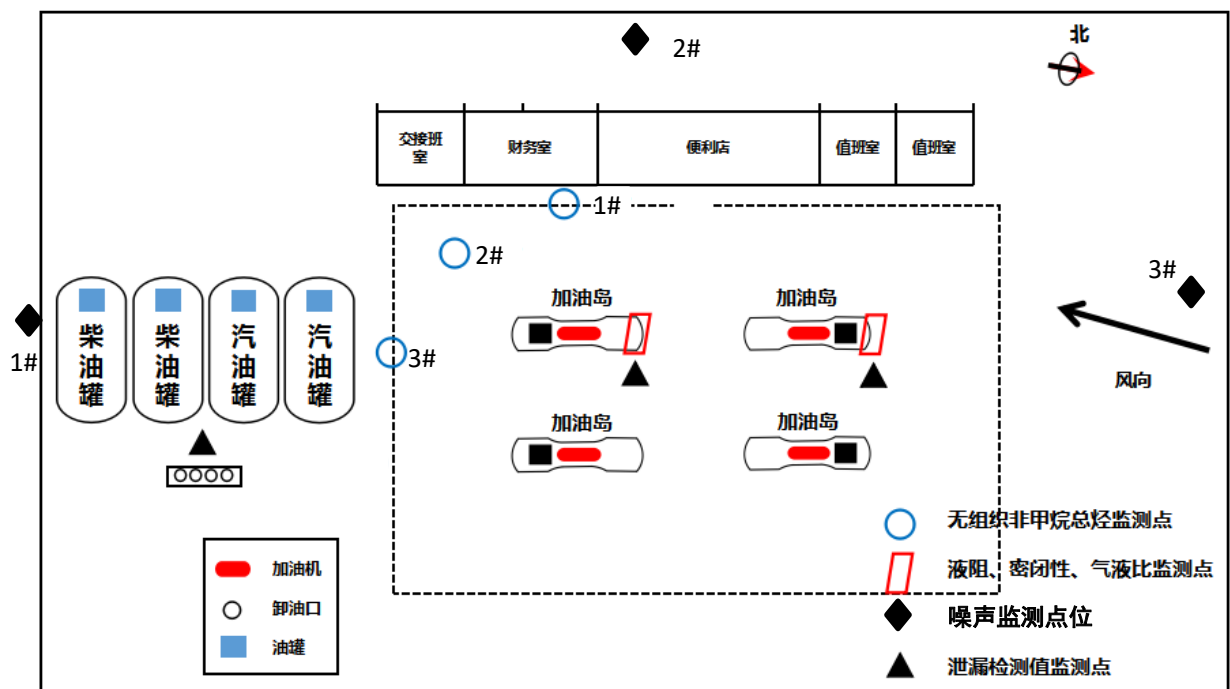 北
2#
交接班
室
财务室
便利店
值班室
值班室
1#
2#
3#
3#
1#
加油岛
加油岛
风向
柴油罐
柴油罐
汽油罐
汽油罐
加油岛
加油岛
加油机
卸油口
油罐
无组织非甲烷总烃监测点
液阻、密闭性、气液比监测点
噪声监测点位
泄漏检测值监测点